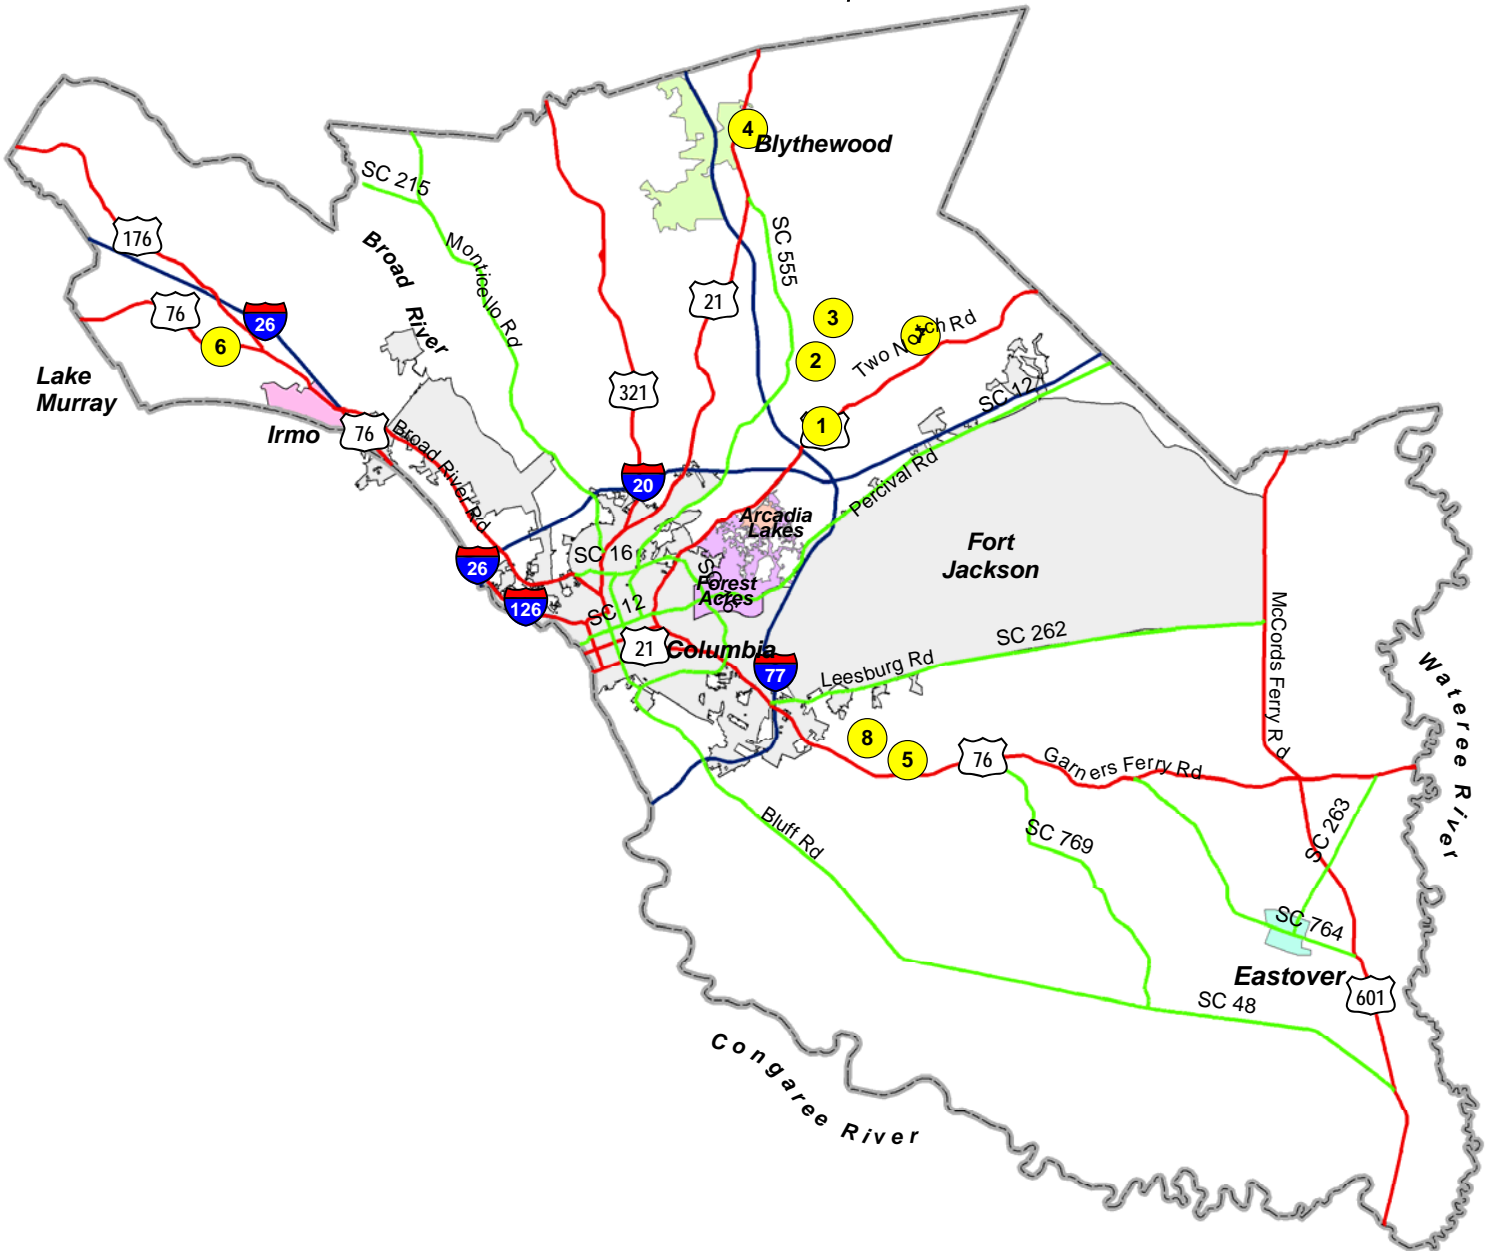 4
Blythewood
SC 215
176
Broad River
Monticello Rd
SC 555
76
26
21
3
Two Notch Rd
6
2
Lake
Murray
321
SC 12
1
Irmo
76
Broad River Rd
20
Percival Rd
Arcadia
Lakes
SC 16
Fort
Jackson
26
Forest
Acres
126
SC 12
McCords Ferry Rd
SC 262
21
Columbia
77
Leesburg Rd
Wateree River
8
5
76
Garners Ferry Rd
Bluff Rd
SC 769
SC 263
SC 764
Eastover
601
SC 48
Congaree River